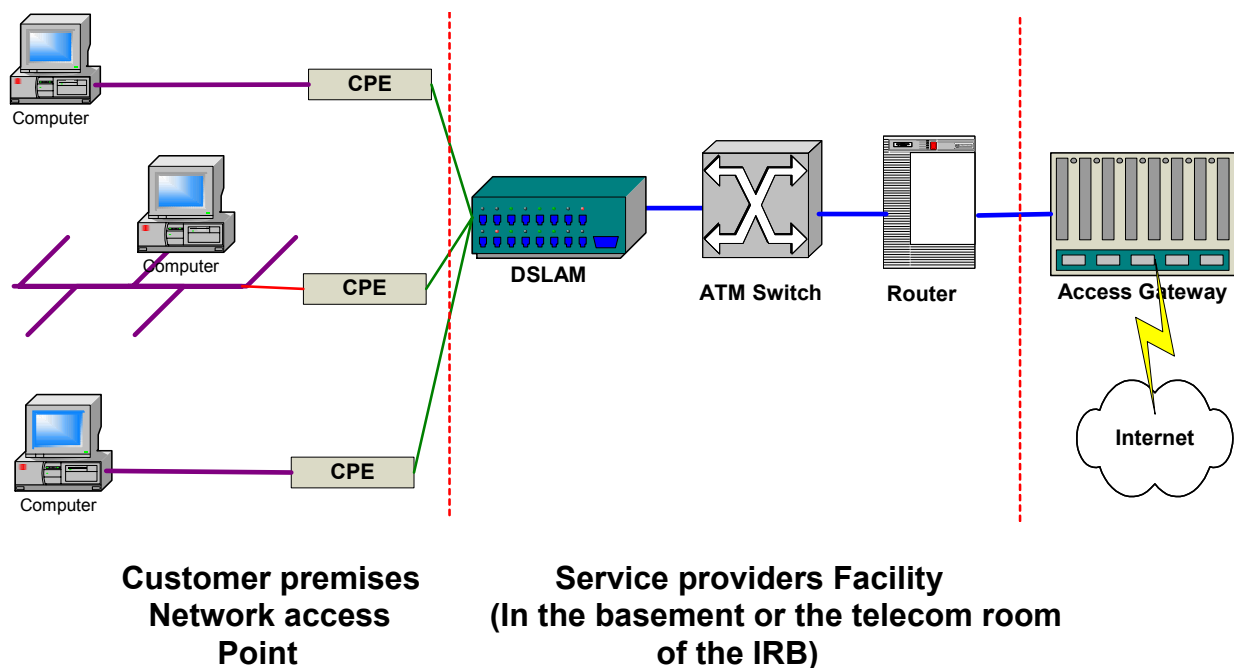 CPE
Computer
Computer
CPE
DSLAM
ATM Switch
Router
Access Gateway
Internet
CPE
Computer
Customer premises
Network access
Point
Service providers Facility
(In the basement or the telecom room
of the IRB)